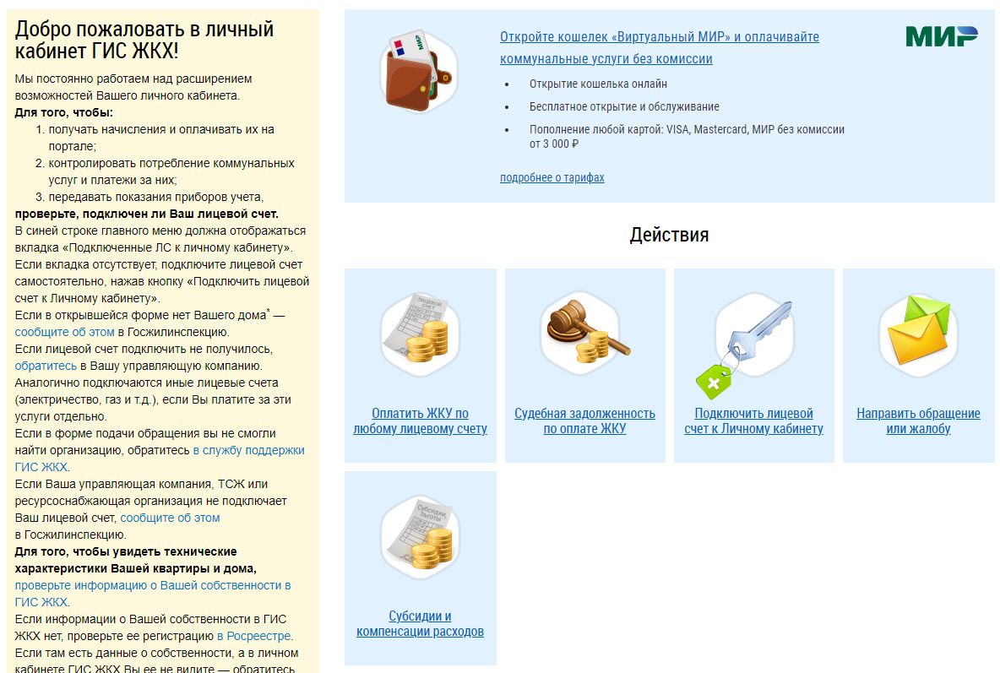 Добро пожаловать в личный
кабинет ГИС ЖКХ!
Мы постоянно работаем над расширением
возможностей Вашего личного кабинета.
Для того, чтобы:
1. получать начисления и оплачивать их на
портале;
2. контролировать потребление коммунальных
услуг и платежи за них;
3. передавать показания приборов учета,
проверьте, подключен ли Ваш лицевой счет.
В синей строке главного меню должна отображаться
вкладка «Подключенные ЛС к личному кабинету».
Если вкладка отсутствует, подключите лицевой счет
самостоятельно, нажав кнопку «Подключить лицевой
счет к Личному кабинету».
Если в открывшейся форме нет Вашего дома* —
сообщите об этом в Госжилинспекцию.
Если лицевой счет подключить не получилось,
обратитесь в Вашу управляющую компанию.
Аналогично подключаются иные лицевые счета
(электричество, газ и т.д.), если Вы платите за эти
услуги отдельно.
Если в форме подачи обращения вы не смогли
найти организацию, обратитесь в службу поддержки
ГИС ЖКХ.
Если Ваша управляющая компания, ТСЖ или
ресурсоснабжающая организация не подключает
Ваш лицевой счет, сообщите об этом
в Госжилинспекцию.
Для того, чтобы увидеть технические
характеристики Вашей квартиры и дома,
проверьте информацию о Вашей собственности в
ГИС ЖКХ.
Если информации о Вашей собственности в ГИС
ЖКХ нет, проверьте ее регистрацию в Росреестре.
Если там есть данные о собственности, а в личном
кабинете ГИС ЖКХ Вы ее не видите — обратитесь
МИР
Откройте кошелек «Виртуальный МИР» и оплачивайте
коммунальные услуги без комиссии
МИР
• Открытие кошелька онлайн
• Бесплатное открытие и обслуживание
• Пополнение любой картой: VISA, Mastercard, МИР без комиссии
от 3 000 ₽
подробнее о тарифах
Действия
ЛИЦЕВОЙ
СЧЕТ
Оплатить ЖКУ по
любому лицевому счету
Судебная задолженность
по оплате ЖКУ
Подключить лицевой
счет к Личному кабинету
Направить обращение
или жалобу
Субсидии,
льготы
Субсидии и
компенсации расходов